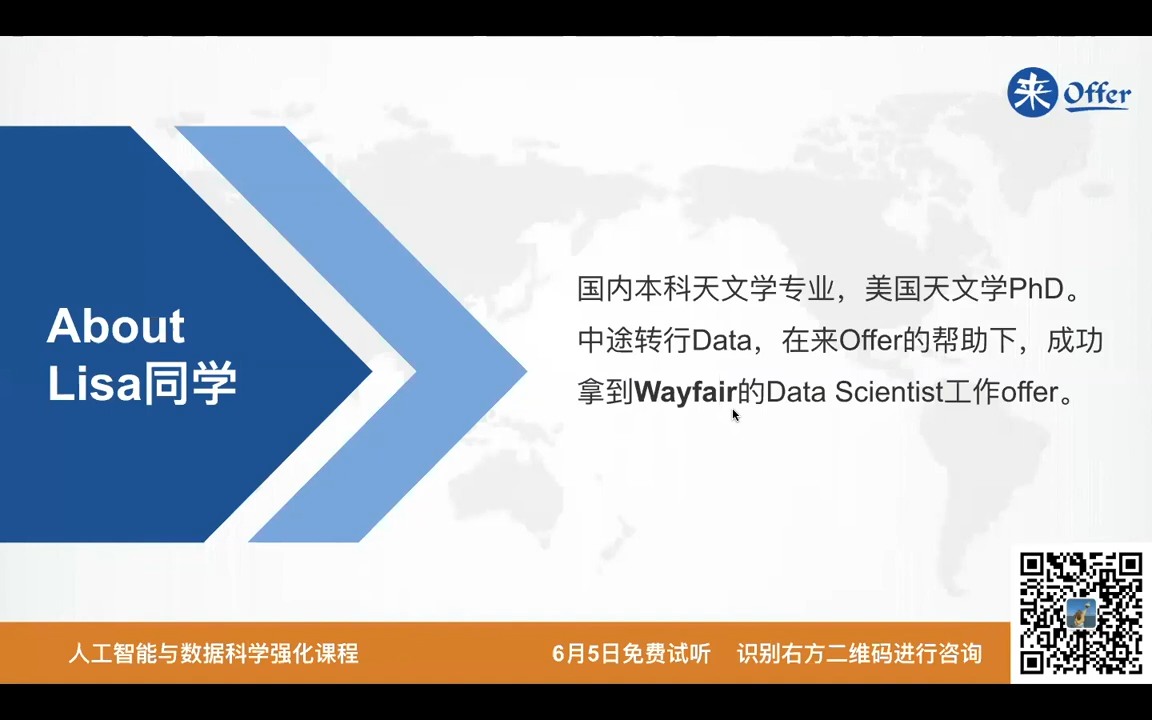 来Offer
About
Lisa同学
国内本科天文学专业，美国天文学PhD。
中途转行Data，在来Offer的帮助下，成功
拿到Wayfair的Data Scientist工作offer。
人工智能与数据科学强化课程
6月5日免费试听 识别右方二维码进行咨询